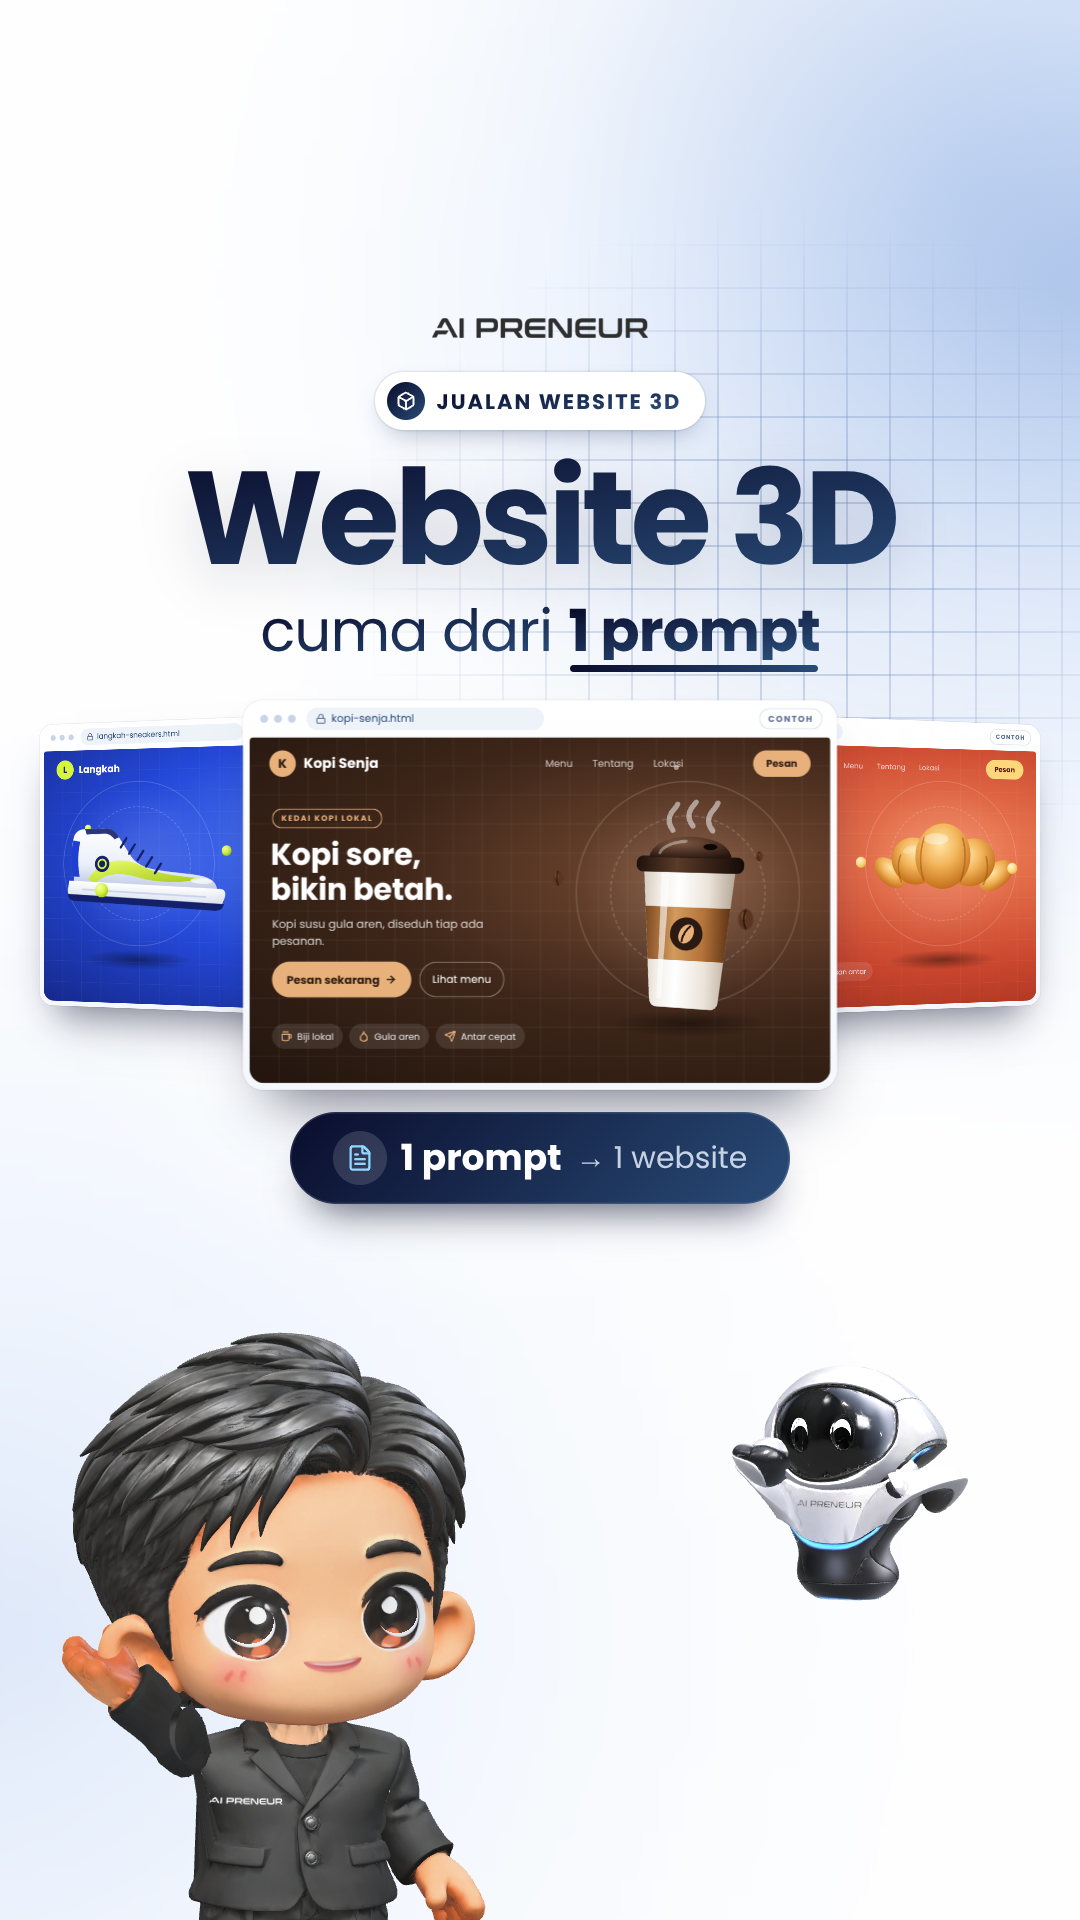 AI PRENEUR
JUALAN WEBSITE 3D
Website 3D
cuma dari 1 prompt
langkah-sneakers.html
L Langkah
kopi-senja.html
CONTOH
K Kopi Senja
Menu Tentang Lokasi
Pesan
KEDAI KOPI LOKAL
Kopi sore,
bikin betah.
Kopi susu gula aren, diseduh tiap ada
pesanan.
Pesan sekarang →
Lihat menu
Biji lokal
Gula aren
Antar cepat
CONTOH
Menu Tentang Lokasi
Pesan
antar
1 prompt → 1 website
AI PRENEUR
AI PRENEUR